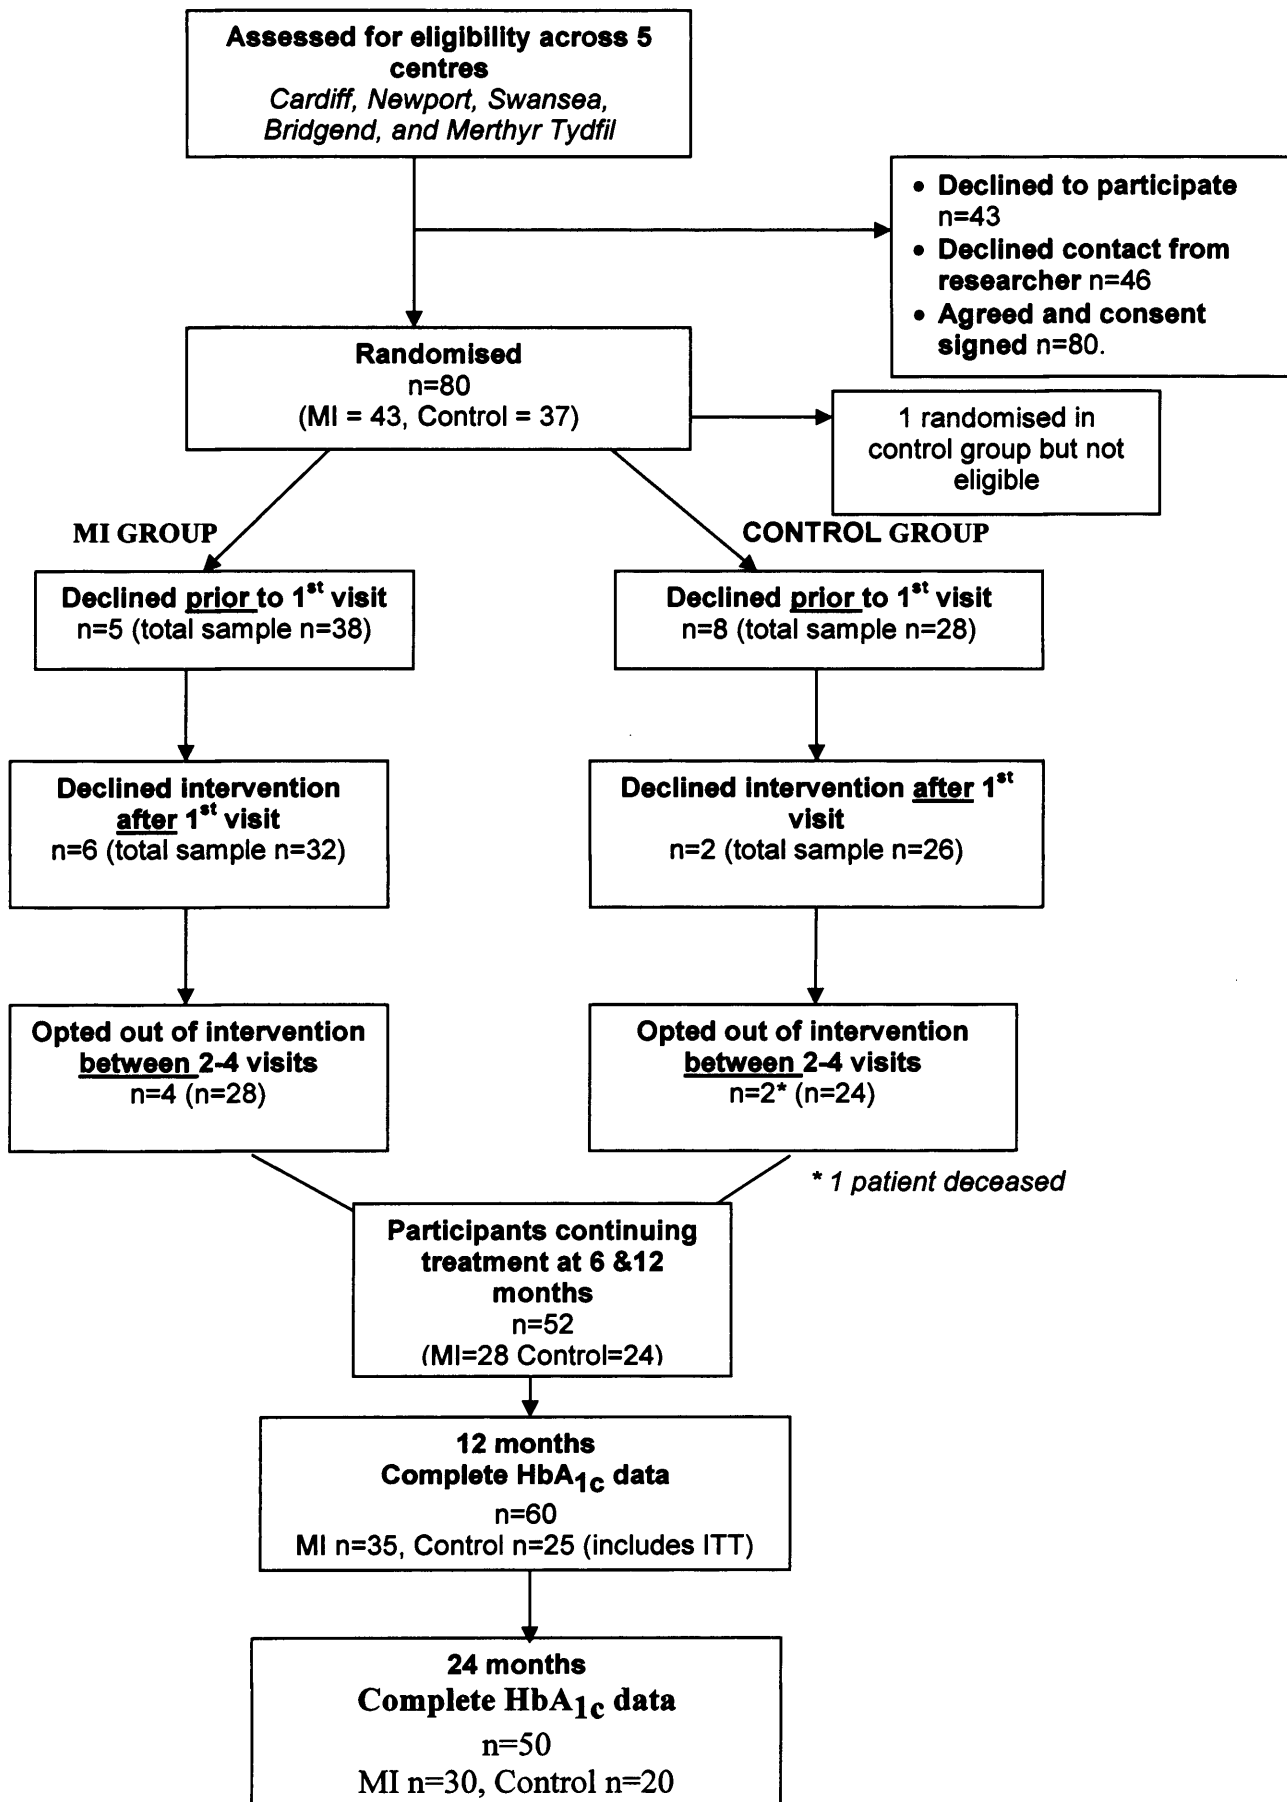 Assessed for eligibility across 5
centres
Cardiff, Newport, Swansea,
Bridgend, and Merthyr Tydfil
• Declined to participate
n=43
• Declined contact from
researcher n=46
• Agreed and consent
signed n=80.
Randomised
n=80
(MI = 43, Control = 37)
1 randomised in
control group but not
eligible
MI GROUP
CONTROL GROUP
Declined prior to 1st visit
n=5 (total sample n=38)
Declined prior to 1st visit
n=8 (total sample n=28)
Declined intervention
after 1st visit
n=6 (total sample n=32)
Declined intervention after 1st
visit
n=2 (total sample n=26)
Opted out of intervention
between 2-4 visits
n=4 (n=28)
Opted out of intervention
between 2-4 visits
n=2* (n=24)
* 1 patient deceased
Participants continuing
treatment at 6 &12
months
n=52
(MI=28 Control=24)
12 months
Complete HbA1c data
n=60
MI n=35, Control n=25 (includes ITT)
24 months
Complete HbA1c data
n=50
MI n=30, Control n=20